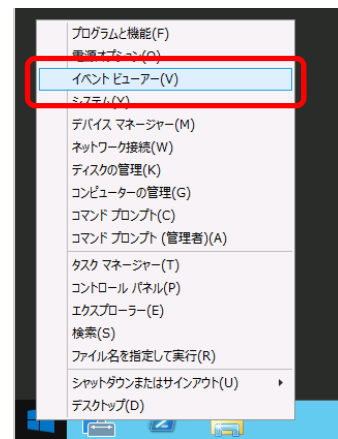 プログラムと機能(F)
電源オプション(O)
イベント ビューアー(V)
システム(Y)
デバイス マネージャー(M)
ネットワーク接続(W)
ディスクの管理(K)
コンピューターの管理(G)
コマンド プロンプト(C)
コマンド プロンプト (管理者)(A)
タスク マネージャー(T)
コントロール パネル(P)
エクスプローラー(E)
検索(S)
ファイル名を指定して実行(R)
シャットダウンまたはサインアウト(U)
デスクトップ(D)